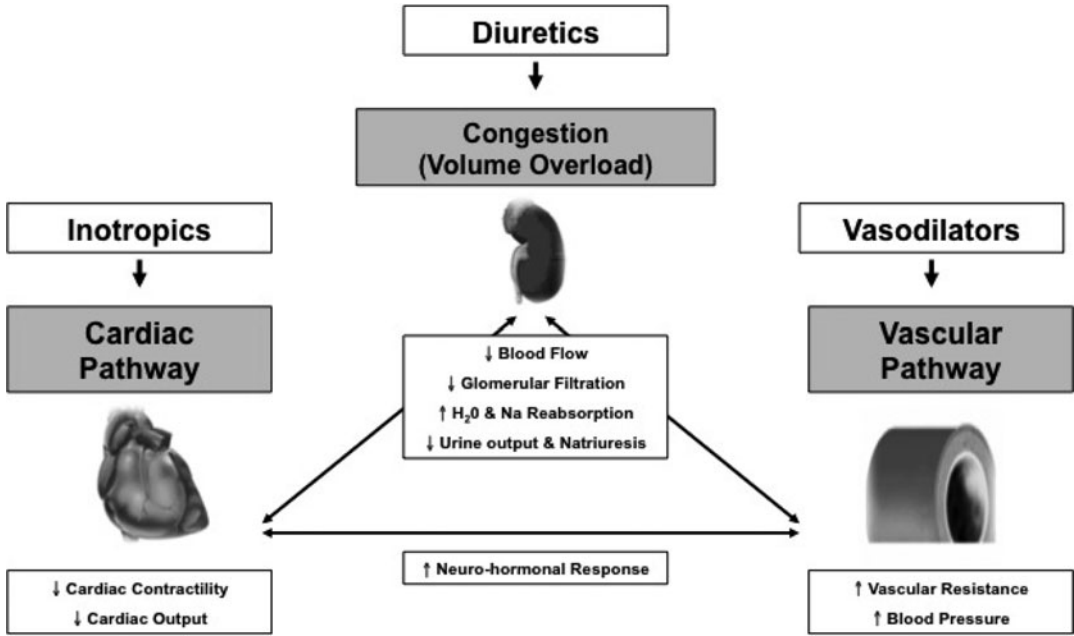 Diuretics
Congestion
(Volume Overload)
Inotropics
Vasodilators
Cardiac
Pathway
Vascular
Pathway
↓ Blood Flow
↓ Glomerular Filtration
↑ H₂0 & Na Reabsorption
↓ Urine output & Natriuresis
↑ Neuro-hormonal Response
↓ Cardiac Contractility
↓ Cardiac Output
↑ Vascular Resistance
↑ Blood Pressure